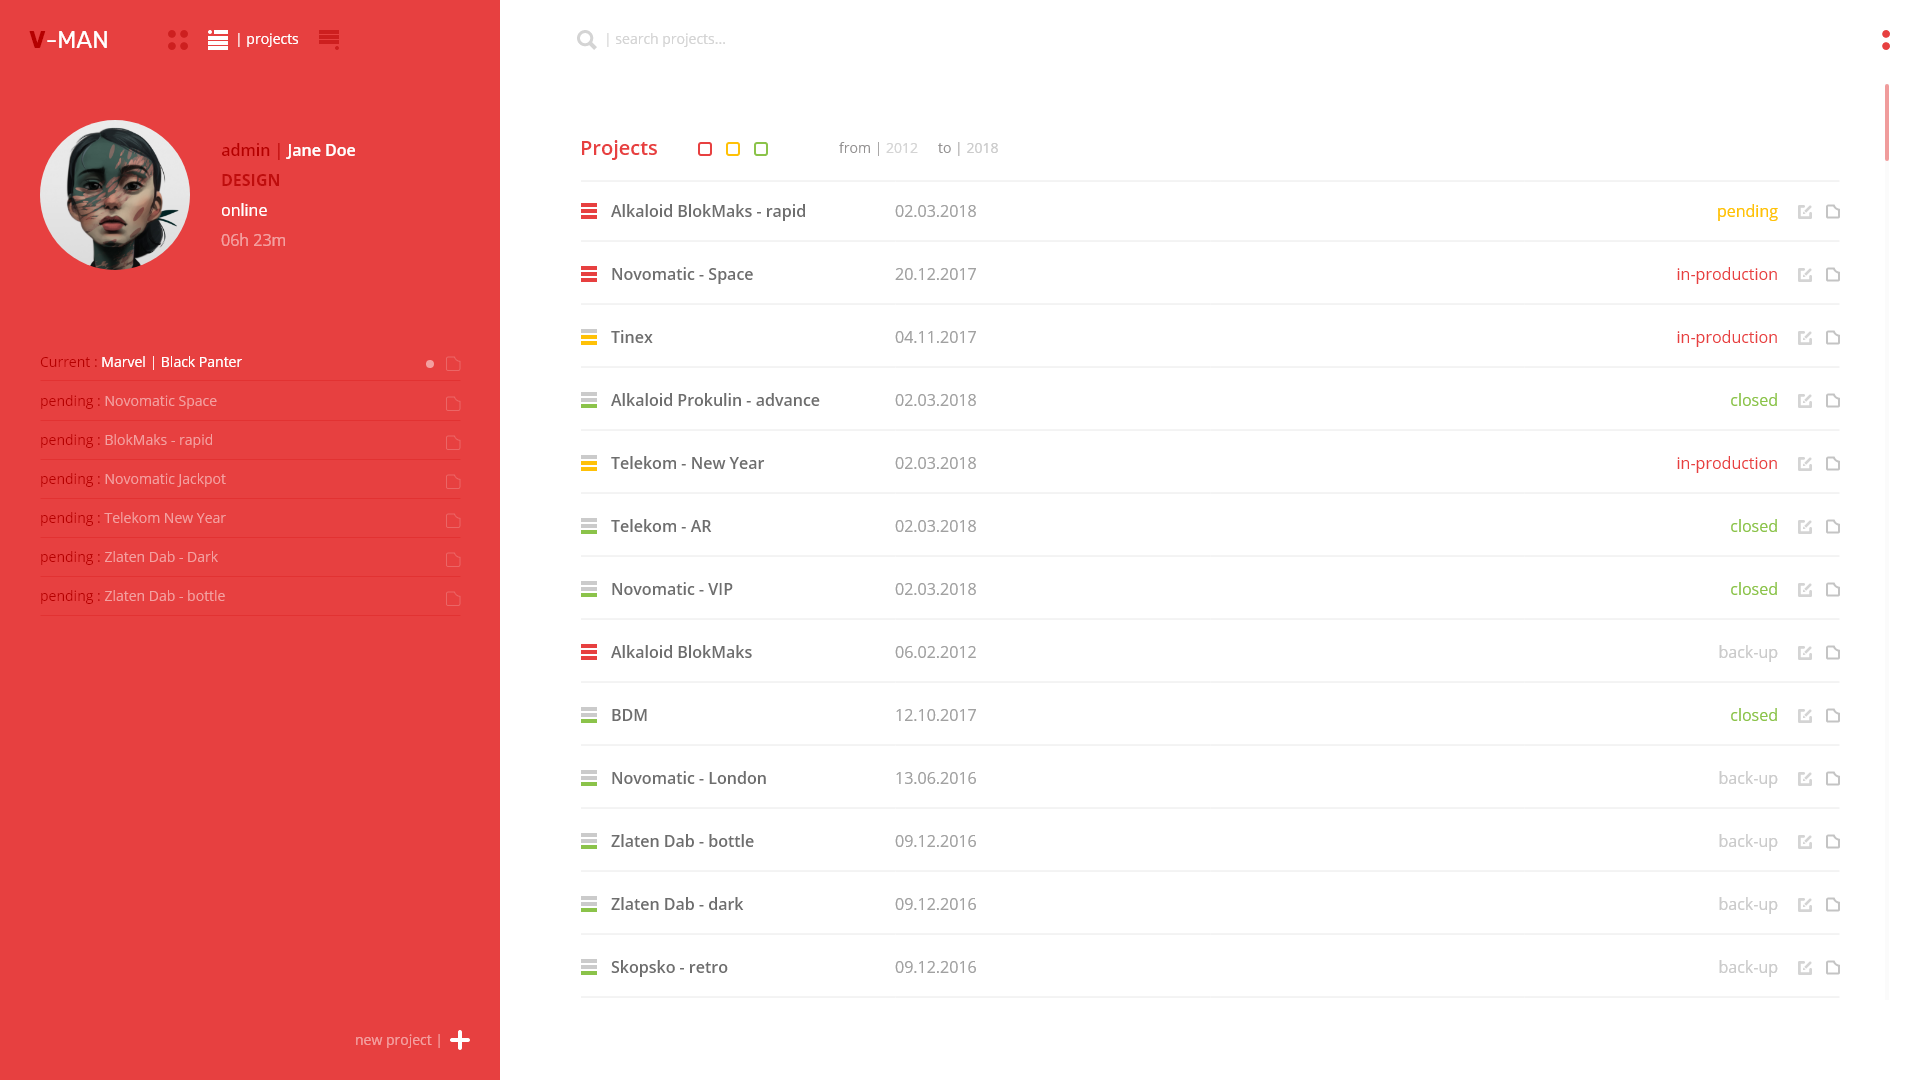 V-MAN
| projects
| search projects...
admin | Jane Doe
DESIGN
online
06h 23m
Current : Marvel | Black Panter
pending : Novomatic Space
pending : BlokMaks - rapid
pending : Novomatic Jackpot
pending : Telekom New Year
pending : Zlaten Dab - Dark
pending : Zlaten Dab - bottle
new project |
Projects from | 2012 to | 2018
Alkaloid BlokMaks - rapid 02.03.2018 pending
Novomatic - Space 20.12.2017 in-production
Tinex 04.11.2017 in-production
Alkaloid Prokulin - advance 02.03.2018 closed
Telekom - New Year 02.03.2018 in-production
Telekom - AR 02.03.2018 closed
Novomatic - VIP 02.03.2018 closed
Alkaloid BlokMaks 06.02.2012 back-up
BDM 12.10.2017 closed
Novomatic - London 13.06.2016 back-up
Zlaten Dab - bottle 09.12.2016 back-up
Zlaten Dab - dark 09.12.2016 back-up
Skopsko - retro 09.12.2016 back-up